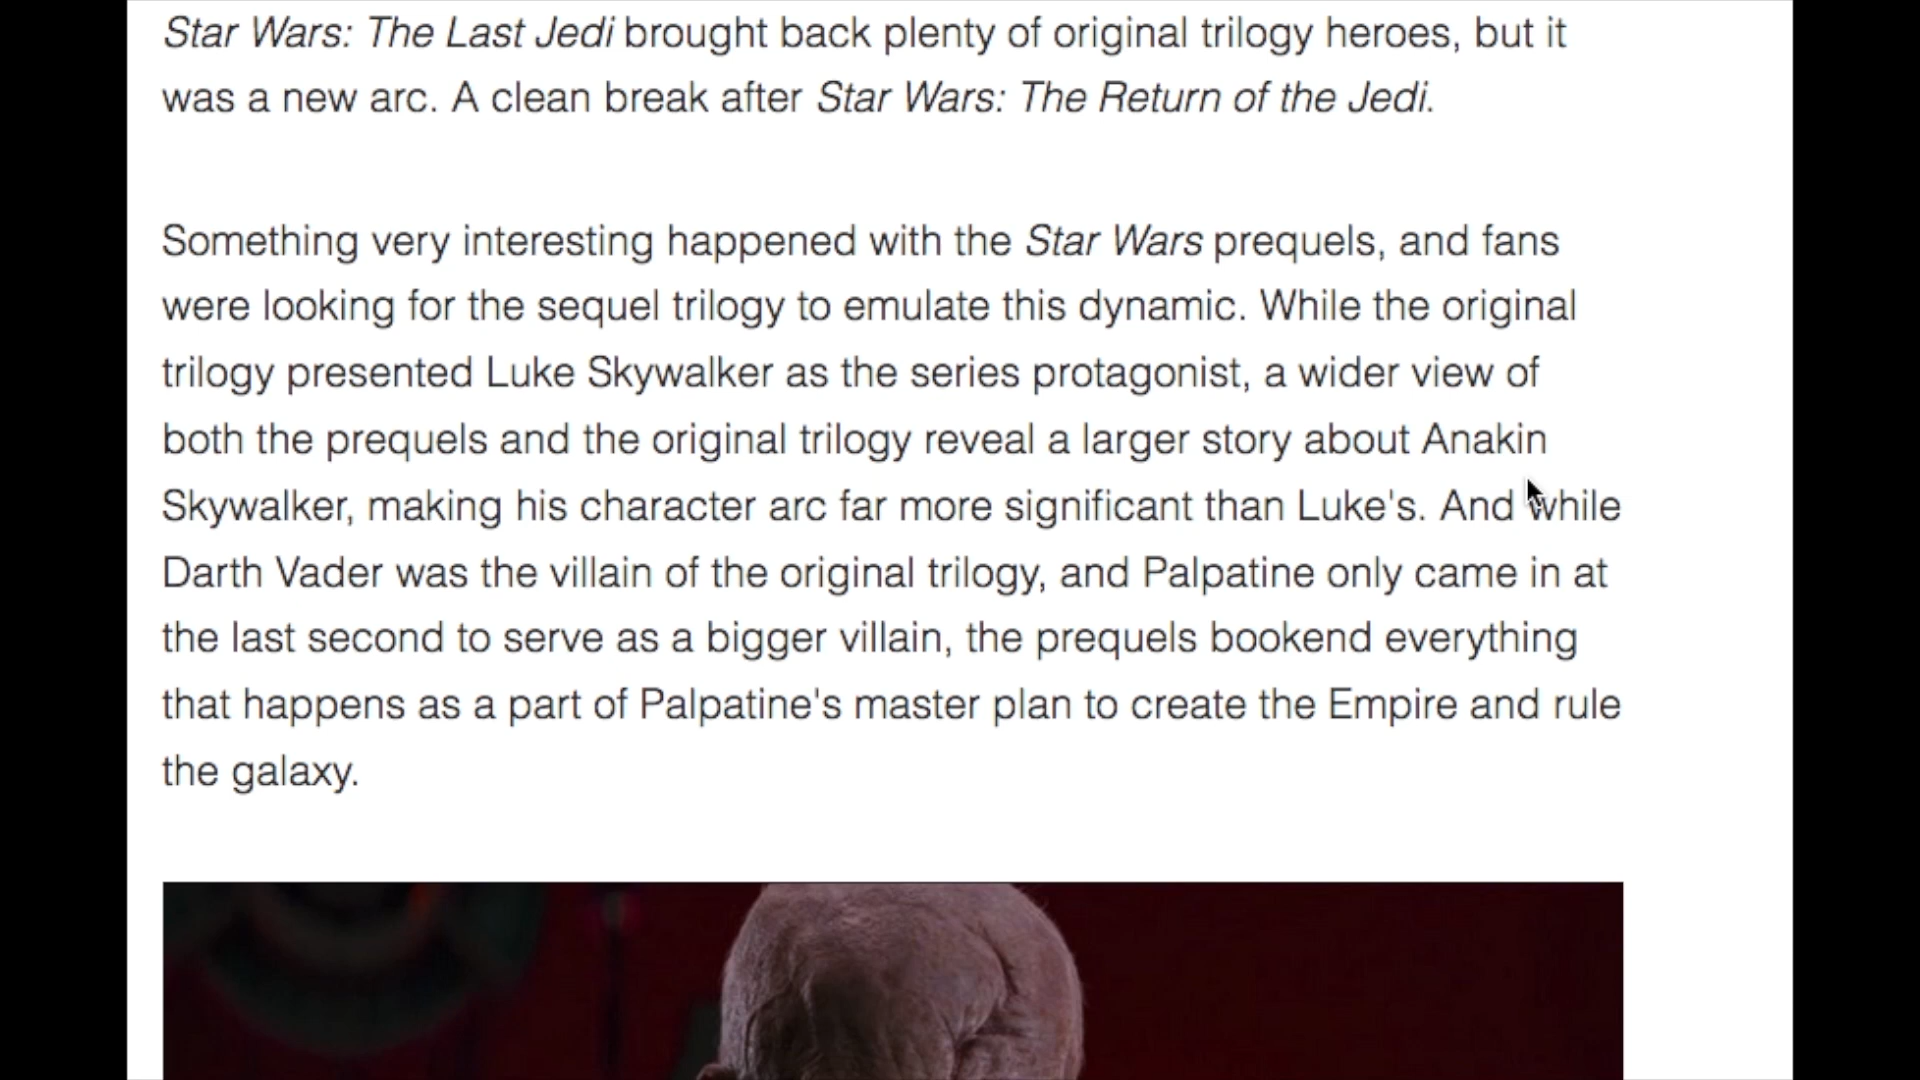 Star Wars: The Last Jedi brought back plenty of original trilogy heroes, but it
was a new arc. A clean break after Star Wars: The Return of the Jedi.
Something very interesting happened with the Star Wars prequels, and fans
were looking for the sequel trilogy to emulate this dynamic. While the original
trilogy presented Luke Skywalker as the series protagonist, a wider view of
both the prequels and the original trilogy reveal a larger story about Anakin
Skywalker, making his character arc far more significant than Luke's. And while
Darth Vader was the villain of the original trilogy, and Palpatine only came in at
the last second to serve as a bigger villain, the prequels bookend everything
that happens as a part of Palpatine's master plan to create the Empire and rule
the galaxy.